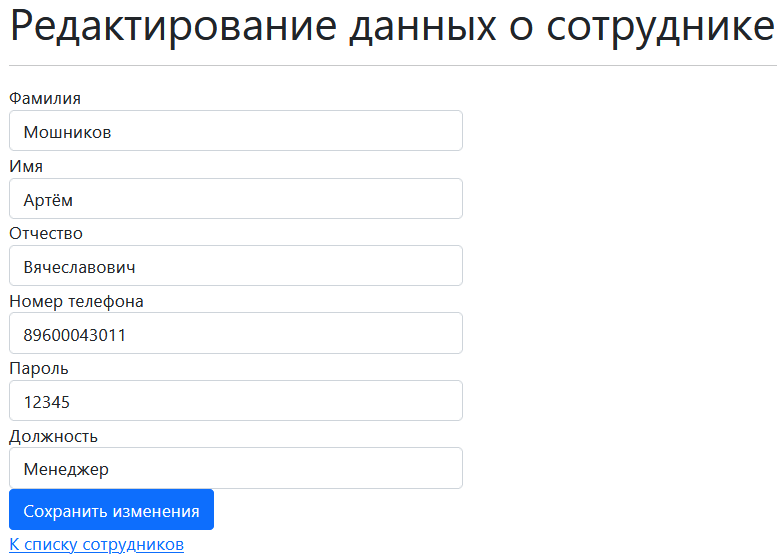 Редактирование данных о сотруднике
Фамилия
Мошников
Имя
Артём
Отчество
Вячеславович
Номер телефона
89600043011
Пароль
12345
Должность
Менеджер
Сохранить изменения
К списку сотрудников